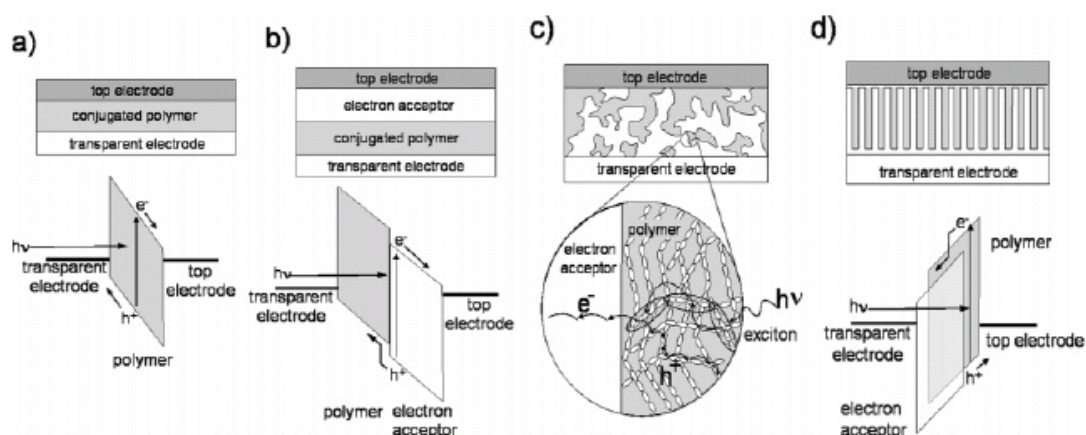 a)
top electrode
conjugated polymer
transparent electrode
e-
hν
transparent
electrode
top
electrode
h+
polymer
b)
top electrode
electron acceptor
conjugated polymer
transparent electrode
e-
hν
transparent
electrode
top
electrode
h+
polymer electron
acceptor
c)
top electrode
transparent electrode
polymer
electron
acceptor
e-
hν
exciton
h+
d)
top electrode
transparent electrode
e-
polymer
hν
transparent
electrode
top electrode
h+
electron
acceptor